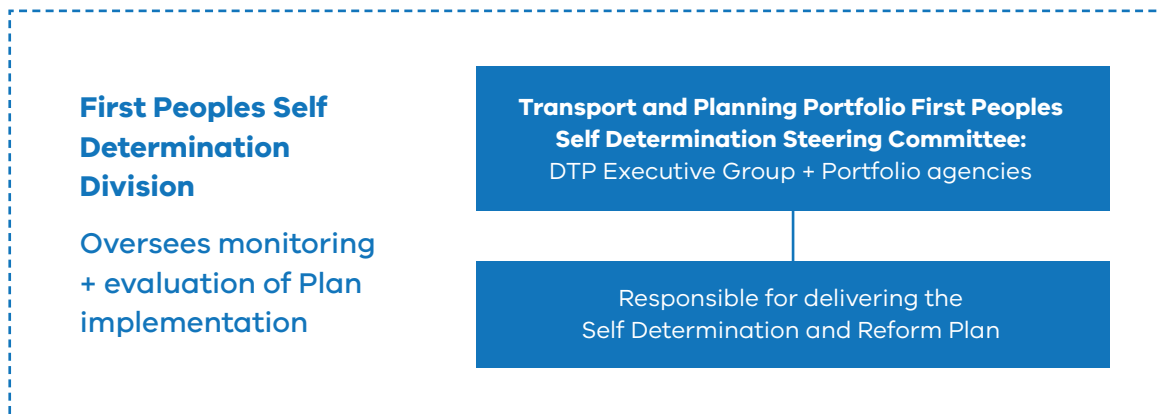 First Peoples Self
Determination
Division
Oversees monitoring
+ evaluation of Plan
implementation
Transport and Planning Portfolio First Peoples
Self Determination Steering Committee:
DTP Executive Group + Portfolio agencies
Responsible for delivering the
Self Determination and Reform Plan